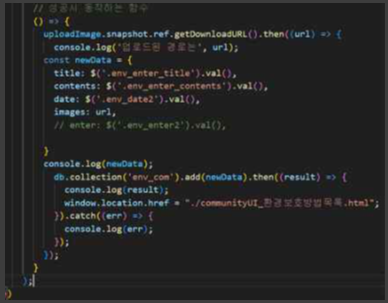 // 성공시 동작하는 함수
() => {
uploadImage.snapshot.ref.getDownloadURL().then((url) => {
console.log('업로드된 경로는', url);
const newData = {
title: $('.env_enter_title').val(),
contents: $('.env_enter_contents').val(),
date: $('.env_date2').val(),
images: url,
// enter: $('.env_enter2').val(),
}
console.log(newData);
db.collection('env_com').add(newData).then((result) => {
console.log(result);
window.location.href = "./communityUI_환경보호방법목록.html";
}).catch((err) => {
console.log(err);
});
});
}
);
)